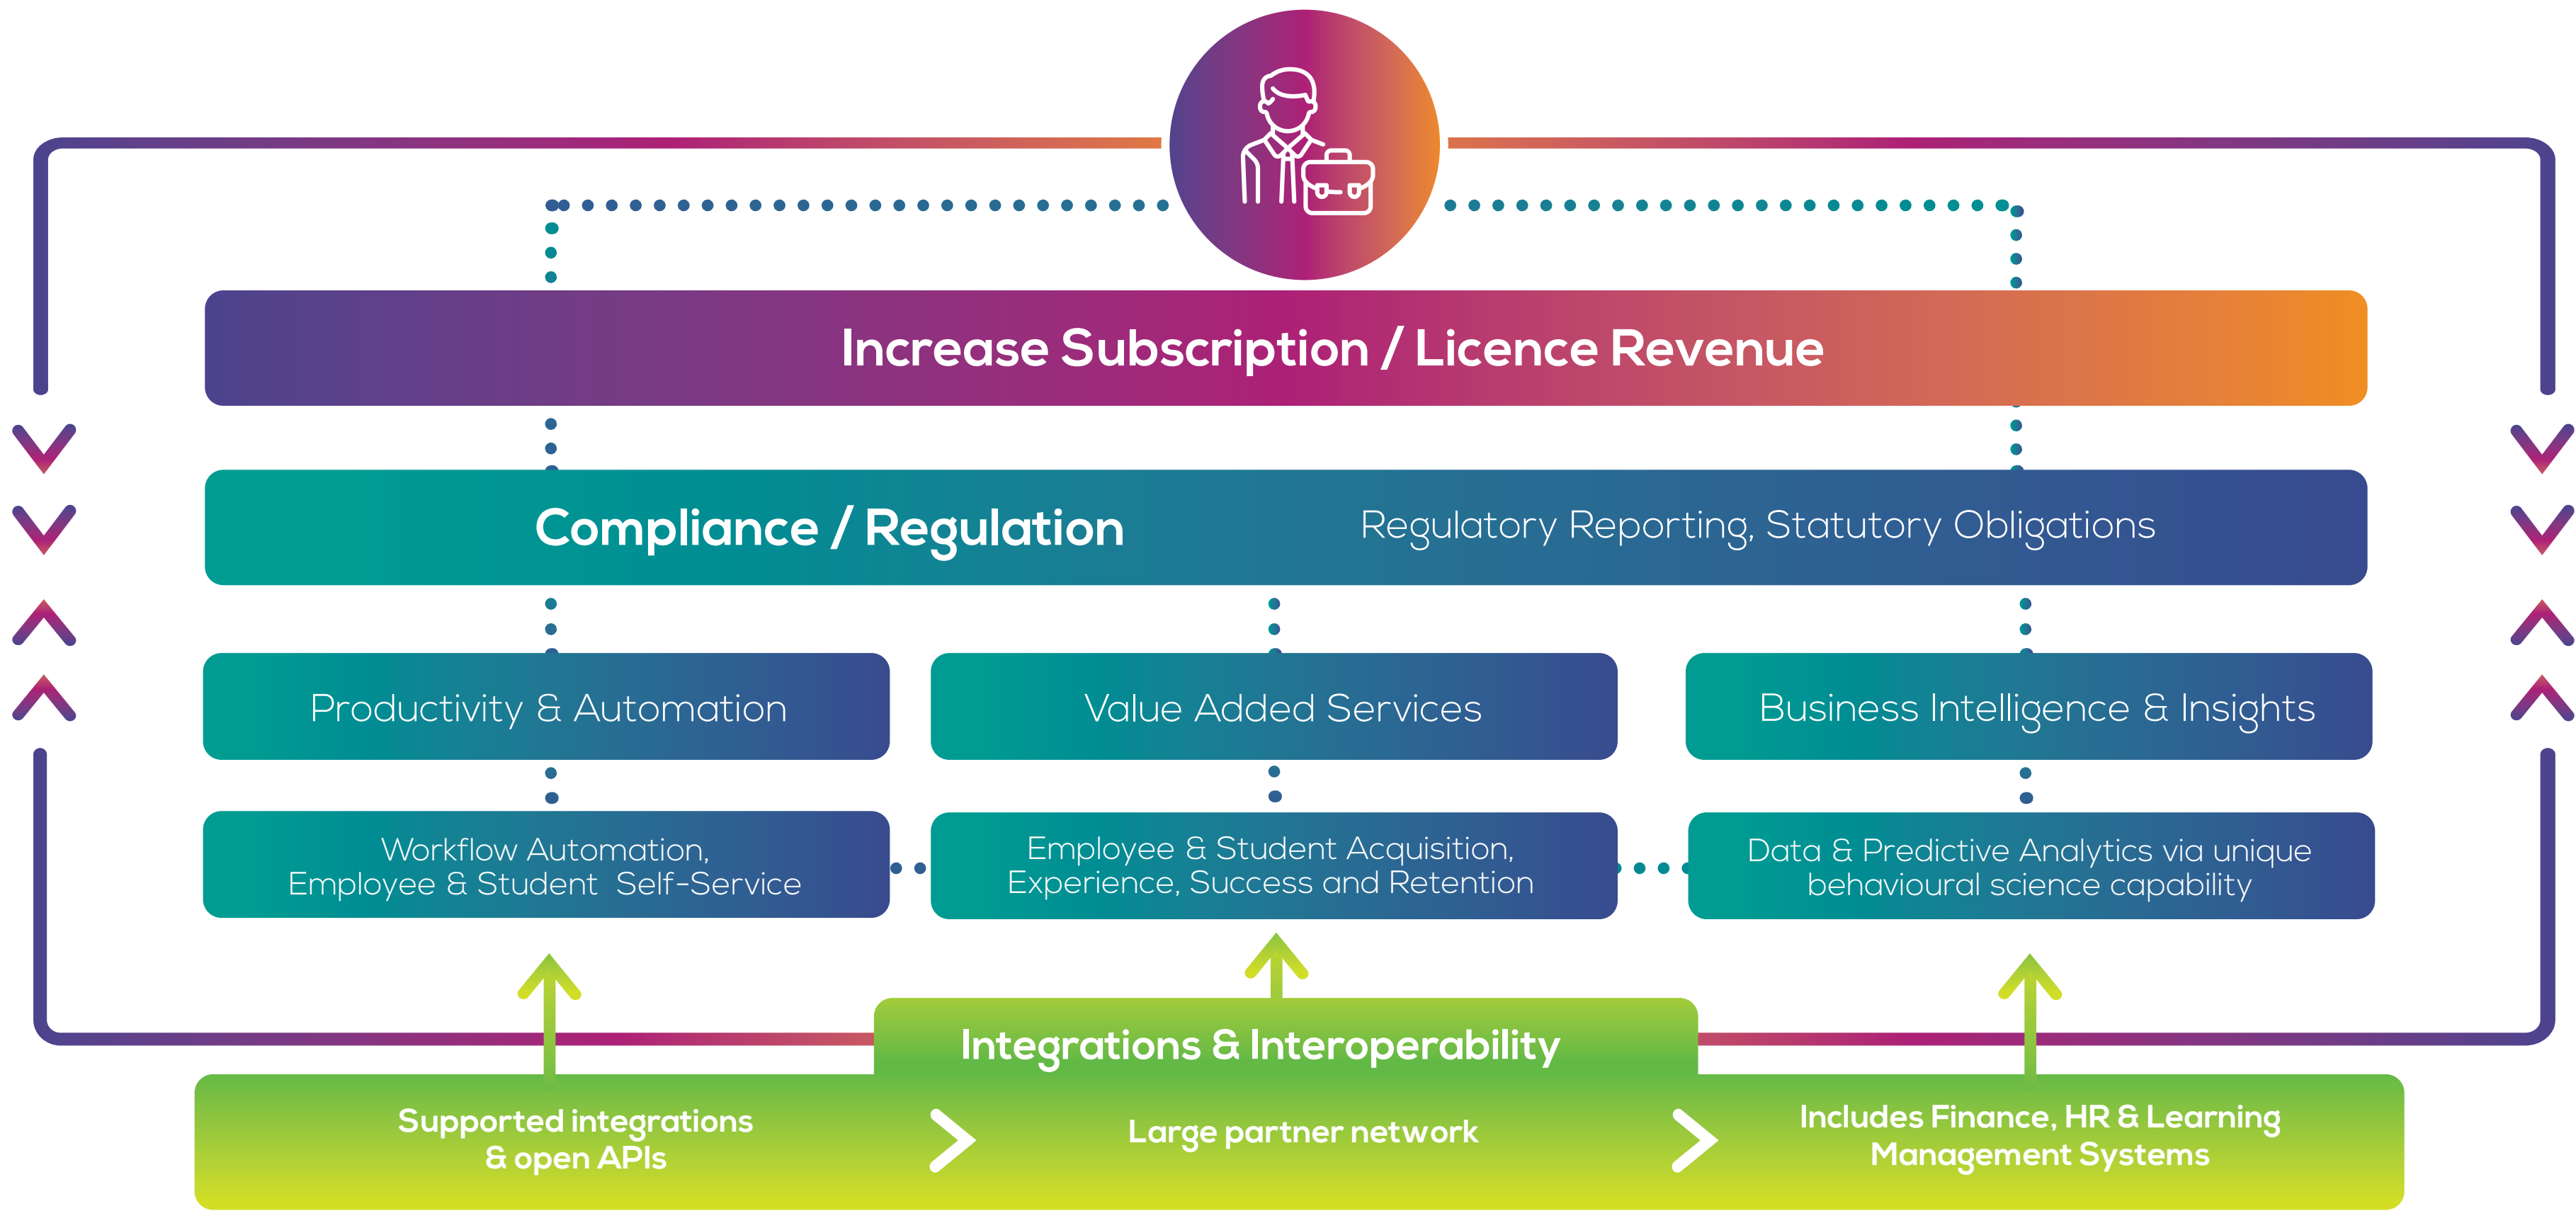 Increase Subscription / Licence Revenue
Compliance / Regulation
Regulatory Reporting, Statutory Obligations
Productivity & Automation
Value Added Services
Business Intelligence & Insights
Workflow Automation,
Employee & Student Self-Service
Employee & Student Acquisition,
Experience, Success and Retention
Data & Predictive Analytics via unique
behavioural science capability
Integrations & Interoperability
Supported integrations
& open APIs
Large partner network
Includes Finance, HR & Learning
Management Systems